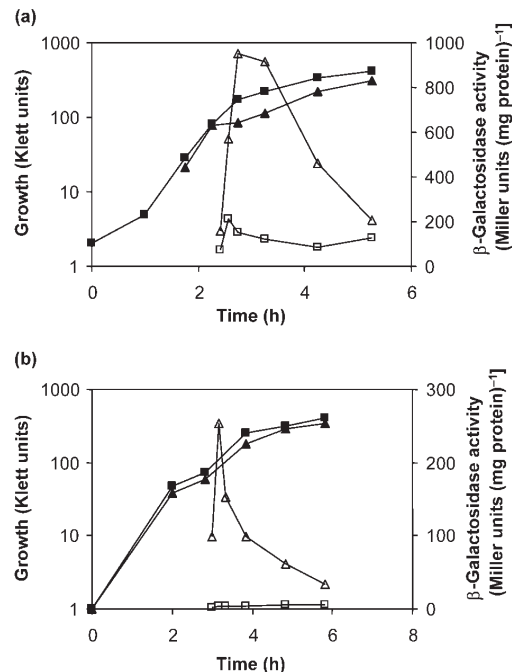 (a)
Growth (Klett units)
1000
100
10
1
1000
800
600
400
200
0
β-Galactosidase activity
(Miller units (mg protein)⁻¹]
0 2 4 6
Time (h)
(b)
Growth (Klett units)
1000
100
10
1
300
200
100
0
β-Galactosidase activity
(Miller units (mg protein)⁻¹]
0 2 4 6 8
Time (h)